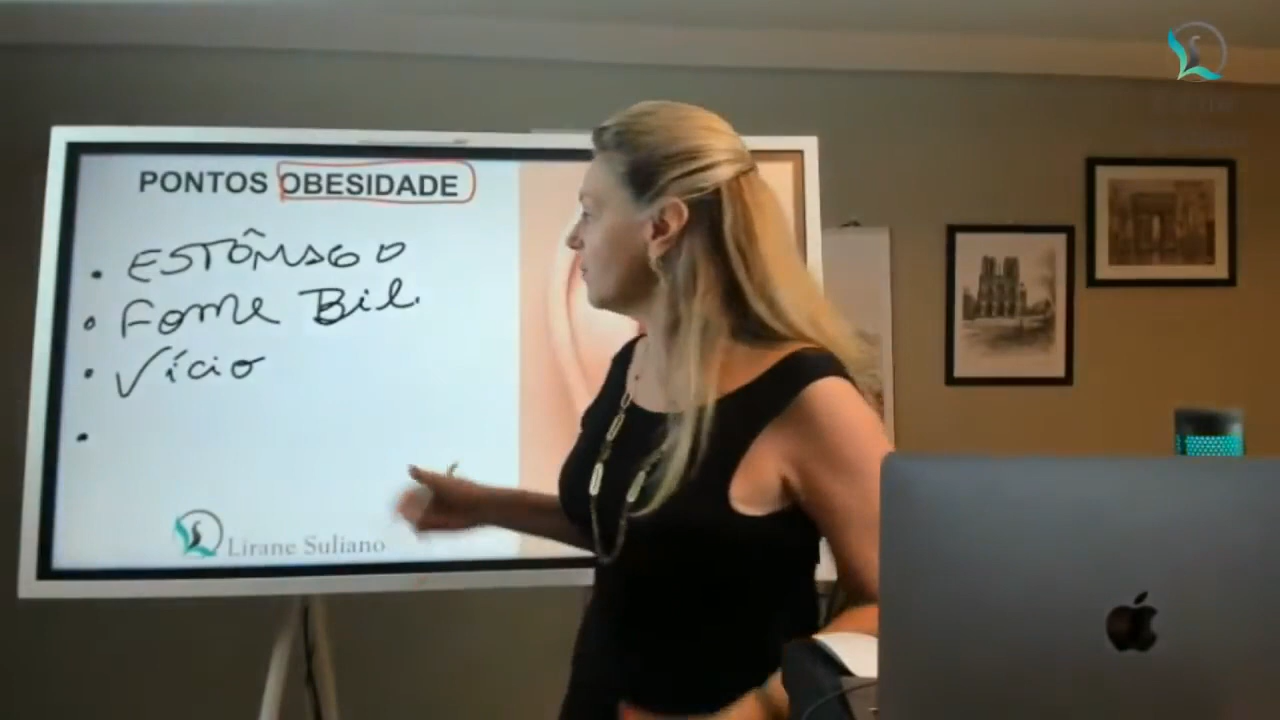 PONTOS OBESIDADE
• ESTÔMAGO
• Fome Bil.
• Vício
•
Lirane Suliano